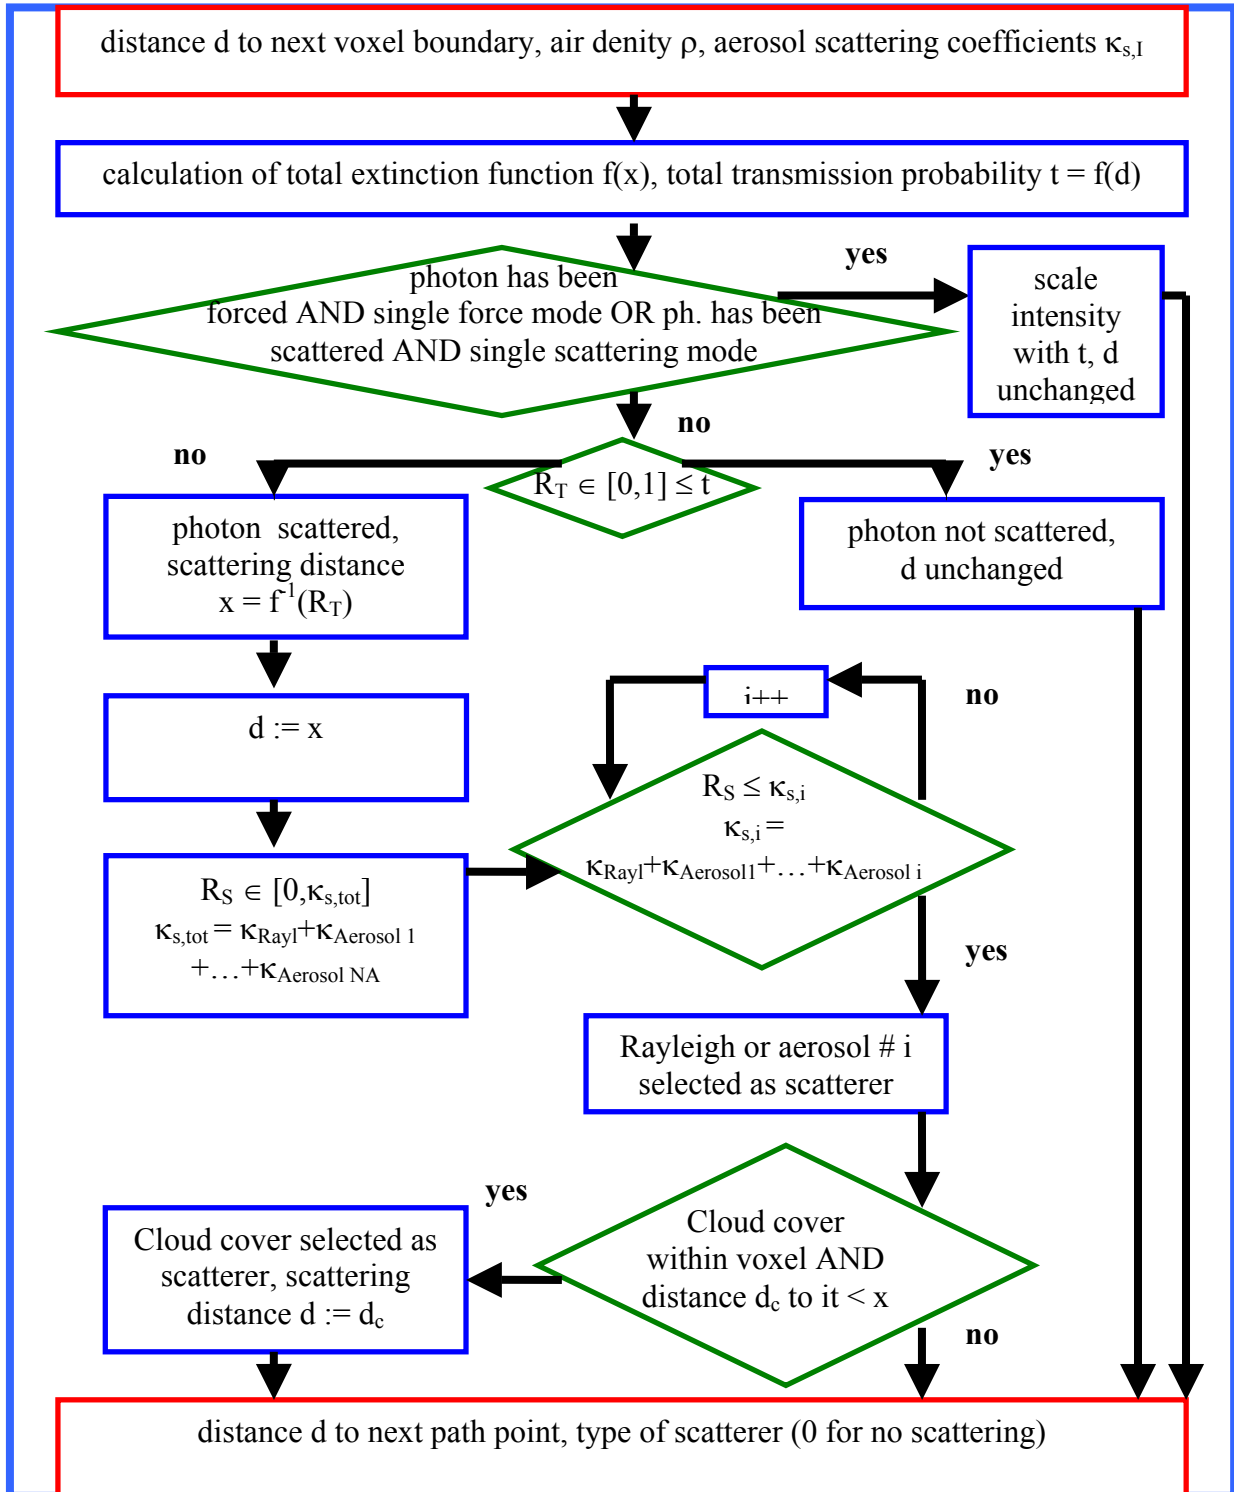 distance d to next voxel boundary, air denity ρ, aerosol scattering coefficients κs,I
calculation of total extinction function f(x), total transmission probability t = f(d)
photon has been
forced AND single force mode OR ph. has been
scattered AND single scattering mode
yes
scale
intensity
with t, d
unchanged
no
no
RT ∈ [0,1] ≤ t
yes
photon scattered,
scattering distance
x = f-1(RT)
photon not scattered,
d unchanged
d := x
i++
no
RS ≤ κs,i
κs,i =
κRayl+κAerosol1+…+κAerosol i
RS ∈ [0,κs,tot]
κs,tot = κRayl+κAerosol 1
+…+κAerosol NA
yes
Rayleigh or aerosol # i
selected as scatterer
Cloud cover
within voxel AND
distance dc to it < x
yes
Cloud cover selected as
scatterer, scattering
distance d := dc
no
distance d to next path point, type of scatterer (0 for no scattering)